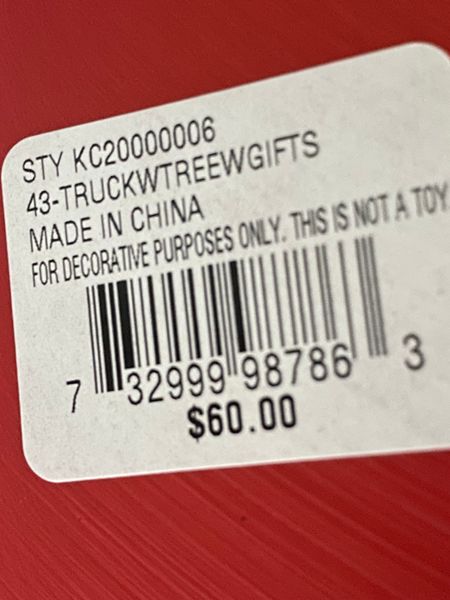 STY KC20000006
43-TRUCKWTREEWGIFTS
MADE IN CHINA
FOR DECORATIVE PURPOSES ONLY. THIS IS NOT A TOY
7 32999 98786 3
$60.00